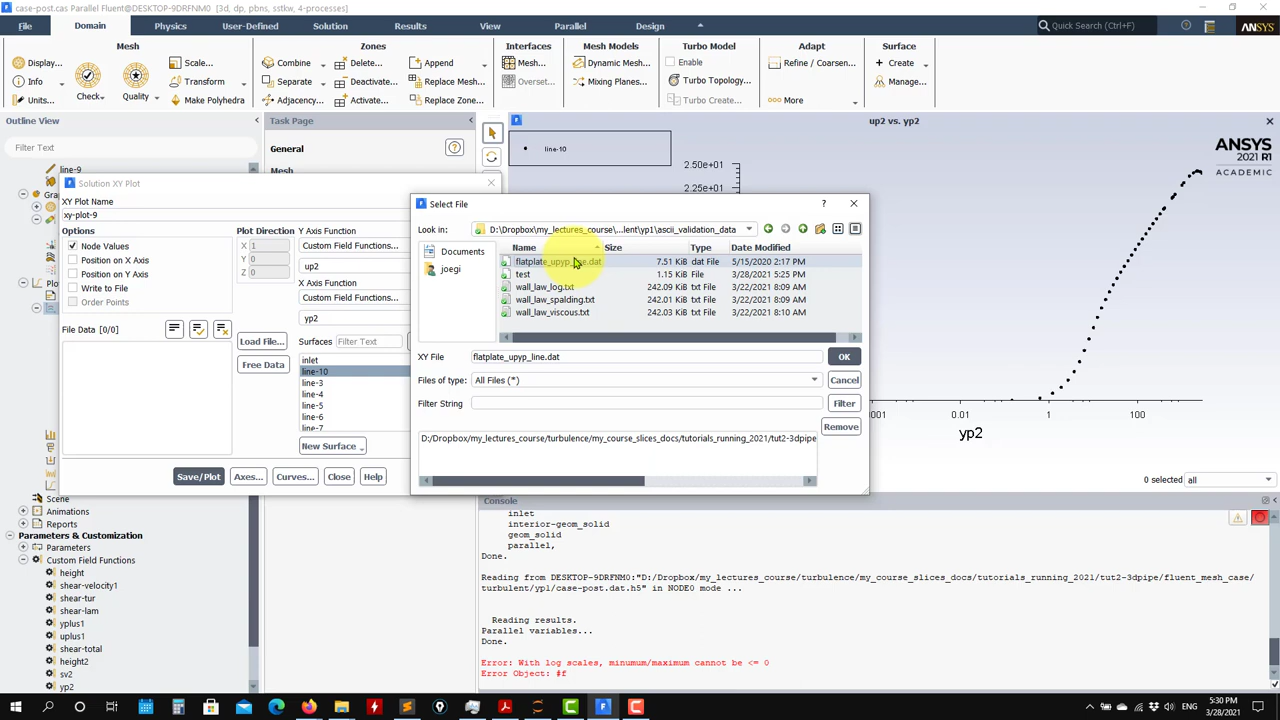 case-post.cas Parallel Fluent@DESKTOP-9DRFNM0 [3d, dp, pbns, sstkw, 4-processes]
File
Domain
Physics
User-Defined
Solution
Results
View
Parallel
Design
Quick Search (Ctrl+F)
ANSYS
Mesh
Zones
Interfaces
Mesh Models
Turbo Model
Adapt
Surface
Display...
Info
Units...
Check
Quality
Scale...
Transform
Make Polyhedra
Combine
Separate
Adjacency...
Delete...
Deactivate...
Activate...
Append
Replace Mesh...
Replace Zone...
Mesh...
Overset...
Dynamic Mesh...
Mixing Planes...
Enable
Turbo Topology...
Turbo Create...
Refine / Coarsen...
More
Create
Manage...
Outline View
Filter Text
line-9
Task Page
General
Mesh
Solution XY Plot
XY Plot Name
xy-plot-9
Options
Node Values
Position on X Axis
Position on Y Axis
Write to File
Order Points
Plot Direction
X 1
Y 0
Z 0
Y Axis Function
Custom Field Functions...
up2
X Axis Function
Custom Field Functions...
yp2
File Data [0/0]
Load File...
Free Data
Surfaces
Filter Text
inlet
line-10
line-3
line-4
line-5
line-6
line-7
New Surface
Save/Plot
Axes...
Curves...
Close
Help
Select File
Look in:
D:\Dropbox\my_lectures_course\...lent\yp1\ascii_validation_data
Documents
joegi
Name Size Type Date Modified
flatplate_upyp_line.dat 7.51 KiB dat File 5/15/2020 2:17 PM
test 1.15 KiB File 3/28/2021 5:25 PM
wall_law_log.txt 242.09 KiB txt File 3/22/2021 8:09 AM
wall_law_spalding.txt 242.01 KiB txt File 3/22/2021 8:09 AM
wall_law_viscous.txt 242.03 KiB txt File 3/22/2021 8:10 AM
XY File
flatplate_upyp_line.dat
OK
Files of type:
All Files (*)
Cancel
Filter String
Filter
Remove
D:/Dropbox/my_lectures_course/turbulence/my_course_slices_docs/tutorials_running_2021/tut2-3dpipe
up2 vs. yp2
line-10
2.50e+01
2.25e+01
ANSYS
2021 R1
ACADEMIC
0.01
1
100
yp2
0 selected
all
Scene
Animations
Reports
Parameters & Customization
Parameters
Custom Field Functions
height
shear-velocity1
shear-tur
shear-lam
yplus1
uplus1
shear-total
height2
sv2
yp2
Console
inlet
interior-geom_solid
geom_solid
parallel,
Done.
Reading from DESKTOP-9DRFNM0:"D:/Dropbox/my_lectures_course/turbulence/my_course_slices_docs/tutorials_running_2021/tut2-3dpipe/fluent_mesh_case/
turbulent/yp1/case-post.dat.h5" in NODE0 mode ...
Reading results.
Parallel variables...
Done.
Error: With log scales, minumum/maximum cannot be <= 0
Error Object: #f
5:30 PM
3/28/2021